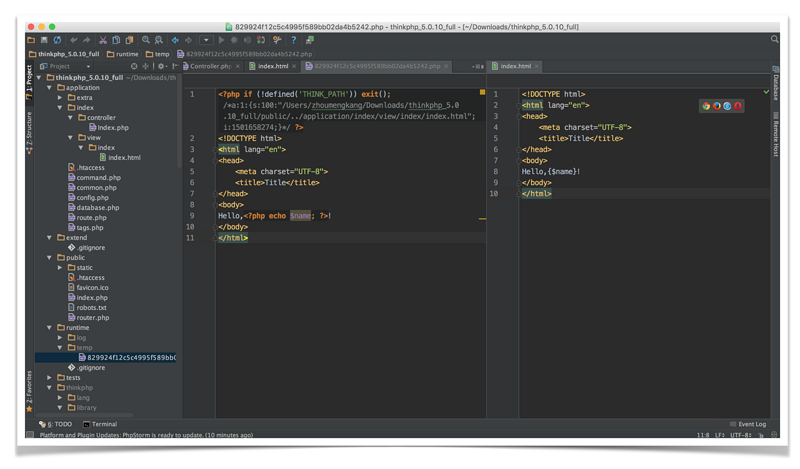 829924f12c5c4995f589bb02da4b5242.php - thinkphp_5.0.10_full - [~/Downloads/thinkphp_5.0.10_full]
thinkphp_5.0.10_full runtime temp 829924f12c5c4995f589bb02da4b5242.php
Project
Controller.php index.html 829924f12c5c4995f589bb02da4b5242.php
index.html
1: Project
Z: Structure
2: Favorites
thinkphp_5.0.10_full ~/Downloads/th
application
extra
index
controller
index.php
view
index
index.html
.htaccess
command.php
common.php
config.php
database.php
route.php
tags.php
extend
.gitignore
public
static
.htaccess
favicon.ico
index.php
robots.txt
router.php
runtime
log
temp
829924f12c5c4995f589bb0
.gitignore
tests
thinkphp
lang
library
1 <?php if (!defined('THINK_PATH')) exit();
/*a:1:{s:100:"/Users/zhoumengkang/Downloads/thinkphp_5.0
.10_full/public/../application/index/view/index/index.html";
i:1501658274;}*/ ?>
2 <!DOCTYPE html>
3 <html lang="en">
4 <head>
5 <meta charset="UTF-8">
6 <title>Title</title>
7 </head>
8 <body>
9 Hello,<?php echo $name; ?>!
10 </body>
11 </html>
1 <!DOCTYPE html>
2 <html lang="en">
3 <head>
4 <meta charset="UTF-8">
5 <title>Title</title>
6 </head>
7 <body>
8 Hello,{$name}!
9 </body>
10 </html>
Database
Remote Host
6: TODO Terminal Event Log
Platform and Plugin Updates: PhpStorm is ready to update. (10 minutes ago) 11:8 LF÷ UTF-8÷